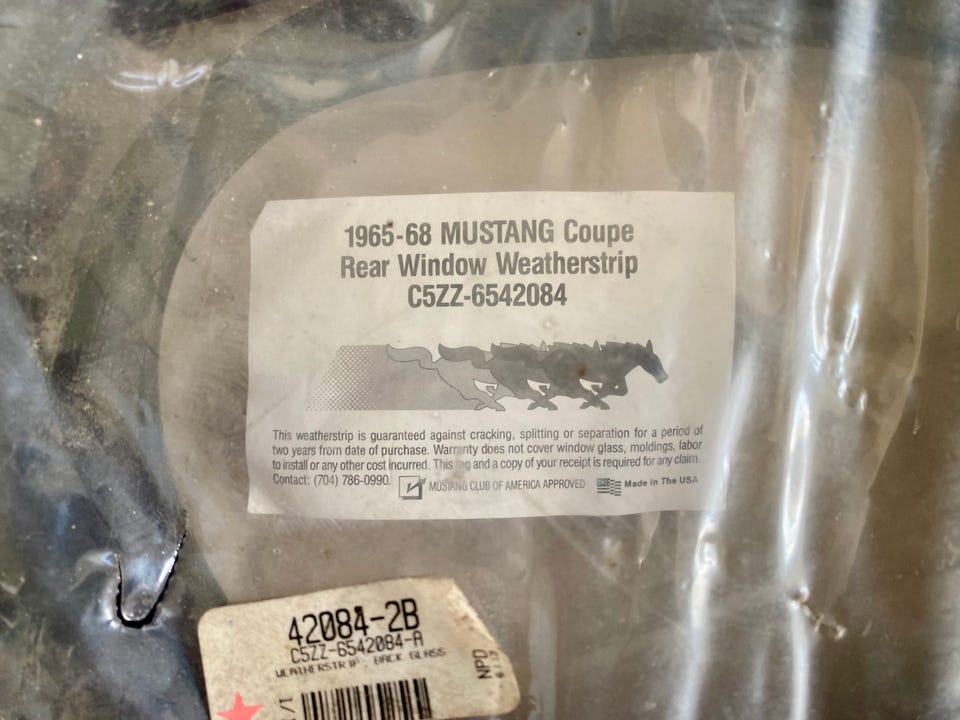 1965-68 MUSTANG Coupe
Rear Window Weatherstrip
C5ZZ-6542084
This weatherstrip is guaranteed against cracking, splitting or separation for a period of
two years from date of purchase. Warranty does not cover window glass, moldings, labor
to install or any other cost incurred. This tag and a copy of your receipt is required for any claim.
Contact: (704) 786-0990. MUSTANG CLUB OF AMERICA APPROVED Made In The USA
42084-2B
C5ZZ-6542084-A
WEATHERSTRIP - BACK GLASS
NPD